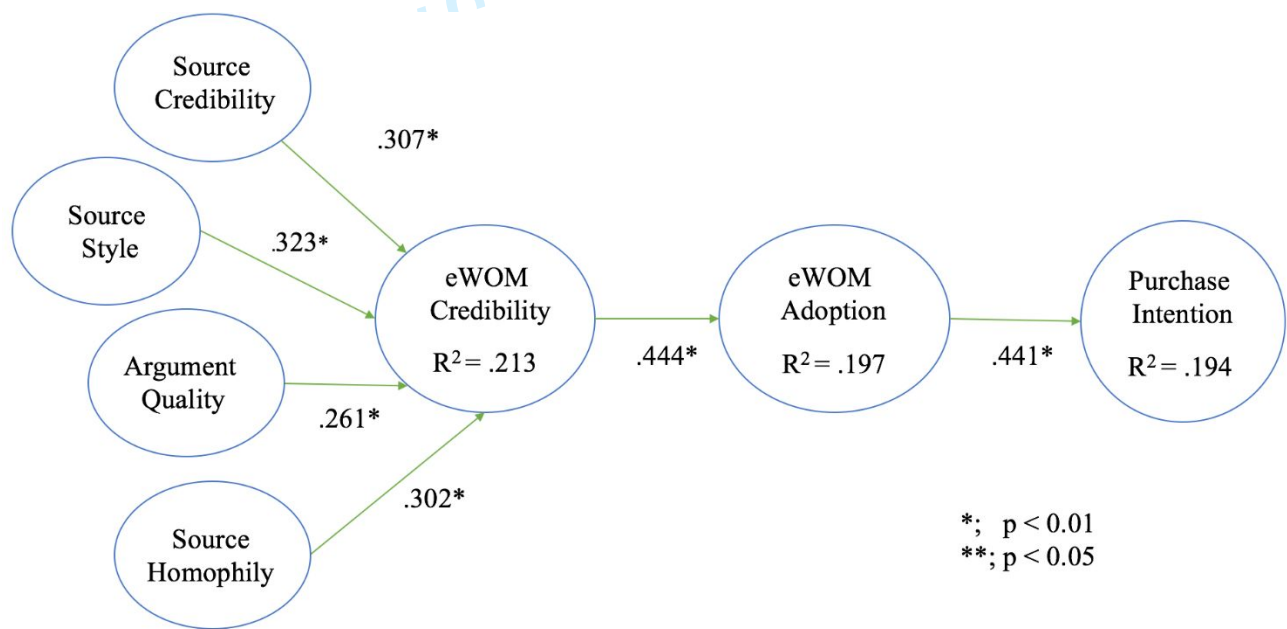 Source
Credibility
.307*
Source
Style
.323*
Argument
Quality
.261*
Source
Homophily
.302*
eWOM
Credibility
R² = .213
.444*
eWOM
Adoption
R² = .197
.441*
Purchase
Intention
R² = .194
*; p < 0.01
**; p < 0.05